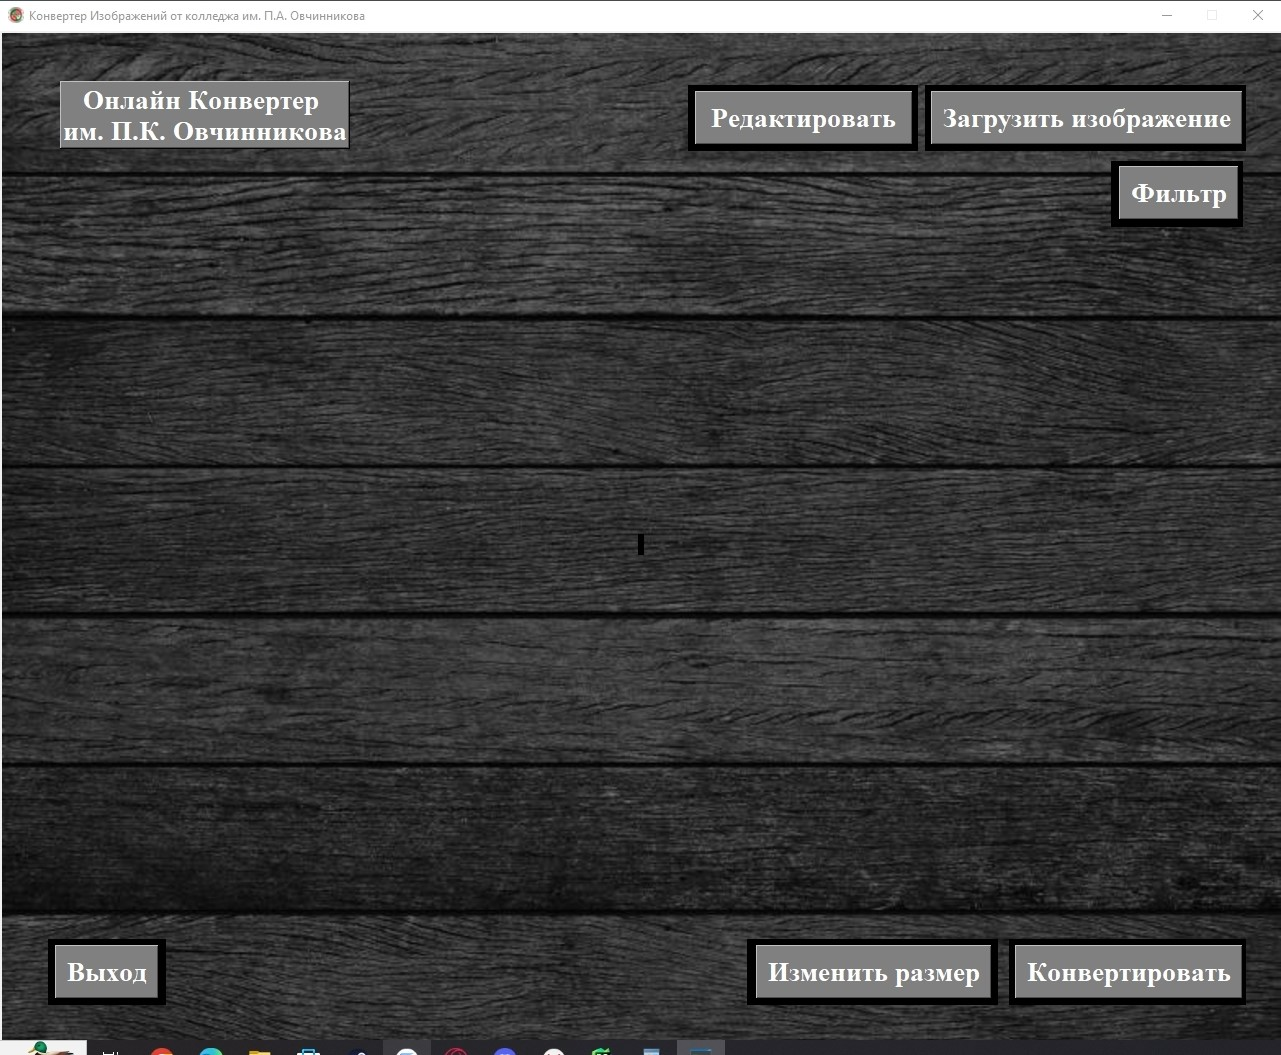 Конвертер Изображений от колледжа им. П.А. Овчинникова
Онлайн Конвертер
им. П.К. Овчинникова
Редактировать
Загрузить изображение
Фильтр
Выход
Изменить размер
Конвертировать